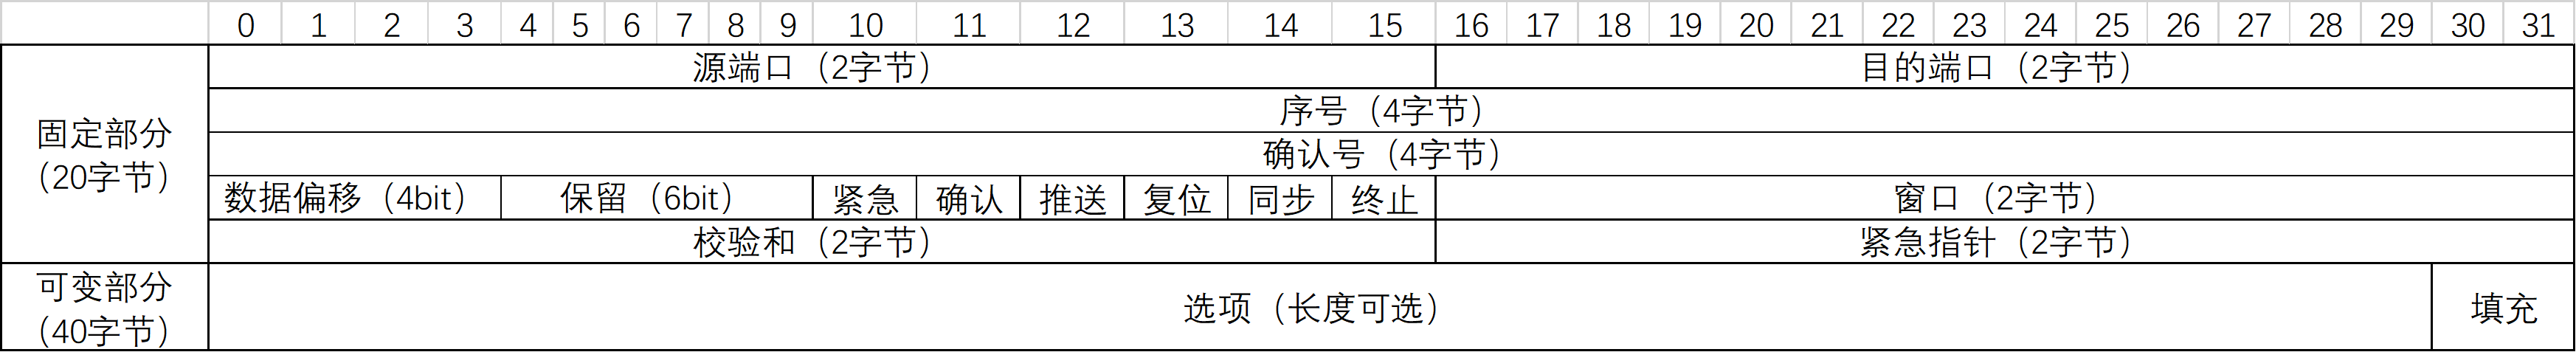 0 1 2 3 4 5 6 7 8 9 10 11 12 13 14 15 16 17 18 19 20 21 22 23 24 25 26 27 28 29 30 31
固定部分
（20字节）
源端口（2字节） 目的端口（2字节）
序号（4字节）
确认号（4字节）
数据偏移（4bit） 保留（6bit） 紧急 确认 推送 复位 同步 终止 窗口（2字节）
校验和（2字节） 紧急指针（2字节）
可变部分
（40字节）
选项（长度可选） 填充